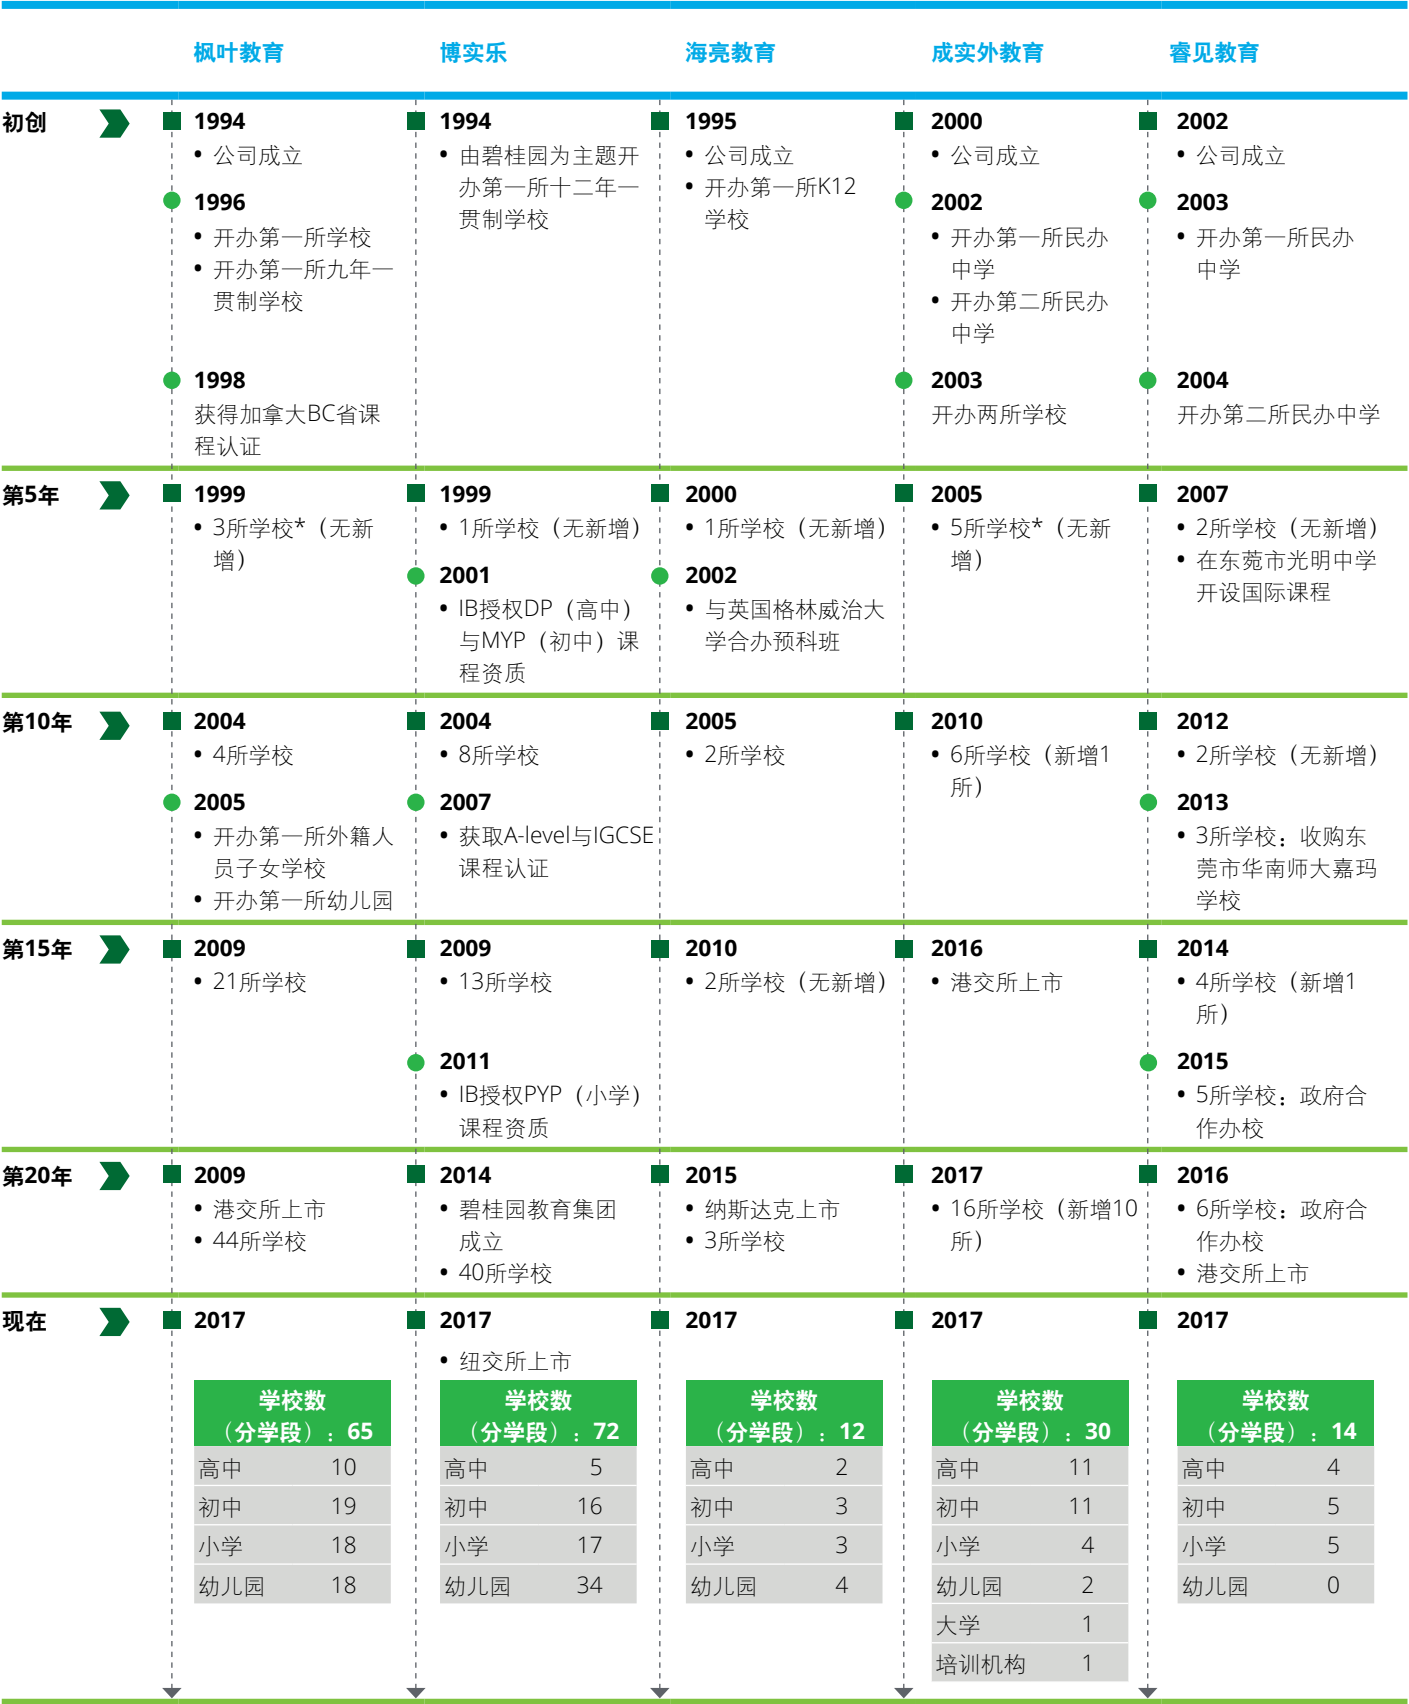 枫叶教育
博实乐
海亮教育
成实外教育
睿见教育
初创
1994
• 公司成立
1996
• 开办第一所学校
• 开办第一所九年一
贯制学校
1998
获得加拿大BC省课
程认证
1994
• 由碧桂园为主题开
办第一所十二年一
贯制学校
1995
• 公司成立
• 开办第一所K12
学校
2000
• 公司成立
2002
• 开办第一所民办
中学
• 开办第二所民办
中学
2003
开办两所学校
2002
• 公司成立
2003
• 开办第一所民办
中学
2004
开办第二所民办中学
第5年
1999
• 3所学校*（无新
增）
1999
• 1所学校（无新增）
2001
• IB授权DP（高中）
与MYP（初中）课
程资质
2000
• 1所学校（无新增）
2002
• 与英国格林威治大
学合办预科班
2005
• 5所学校*（无新
增）
2007
• 2所学校（无新增）
• 在东莞市光明中学
开设国际课程
第10年
2004
• 4所学校
2005
• 开办第一所外籍人
员子女学校
• 开办第一所幼儿园
2004
• 8所学校
2007
• 获取A-level与IGCSE
课程认证
2005
• 2所学校
2010
• 6所学校（新增1
所）
2012
• 2所学校（无新增）
2013
• 3所学校：收购东
莞市华南师大嘉玛
学校
第15年
2009
• 21所学校
2009
• 13所学校
2011
• IB授权PYP（小学）
课程资质
2010
• 2所学校（无新增）
2016
• 港交所上市
2014
• 4所学校（新增1
所）
2015
• 5所学校：政府合
作办校
第20年
2009
• 港交所上市
• 44所学校
2014
• 碧桂园教育集团
成立
• 40所学校
2015
• 纳斯达克上市
• 3所学校
2017
• 16所学校（新增10
所）
2016
• 6所学校：政府合
作办校
• 港交所上市
现在
2017
学校数
（分学段）：65
高中 10
初中 19
小学 18
幼儿园 18
2017
• 纽交所上市
学校数
（分学段）：72
高中 5
初中 16
小学 17
幼儿园 34
2017
学校数
（分学段）：12
高中 2
初中 3
小学 3
幼儿园 4
2017
学校数
（分学段）：30
高中 11
初中 11
小学 4
幼儿园 2
大学 1
培训机构 1
2017
学校数
（分学段）：14
高中 4
初中 5
小学 5
幼儿园 0